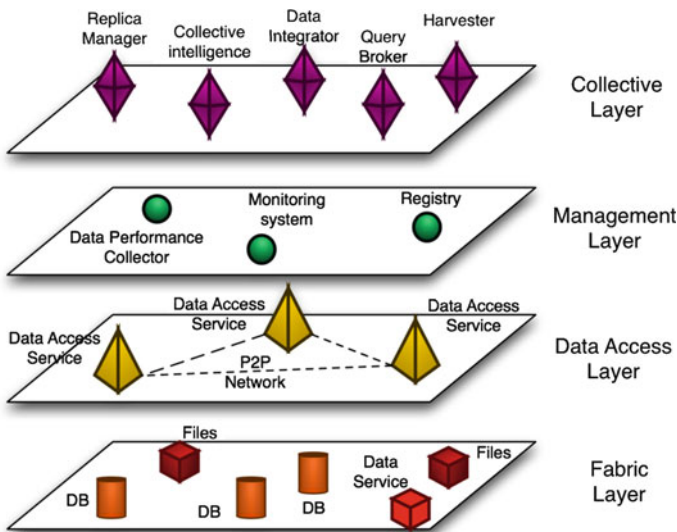 Replica
Manager
Collective
intelligence
Data
Integrator
Query
Broker
Harvester
Collective
Layer
Data Performance
Collector
Monitoring
system
Registry
Management
Layer
Data Access
Service
Data Access
Service
Data Access
Service
P2P
Network
Data Access
Layer
Files
DB
DB
DB
Data
Service
Files
Fabric
Layer